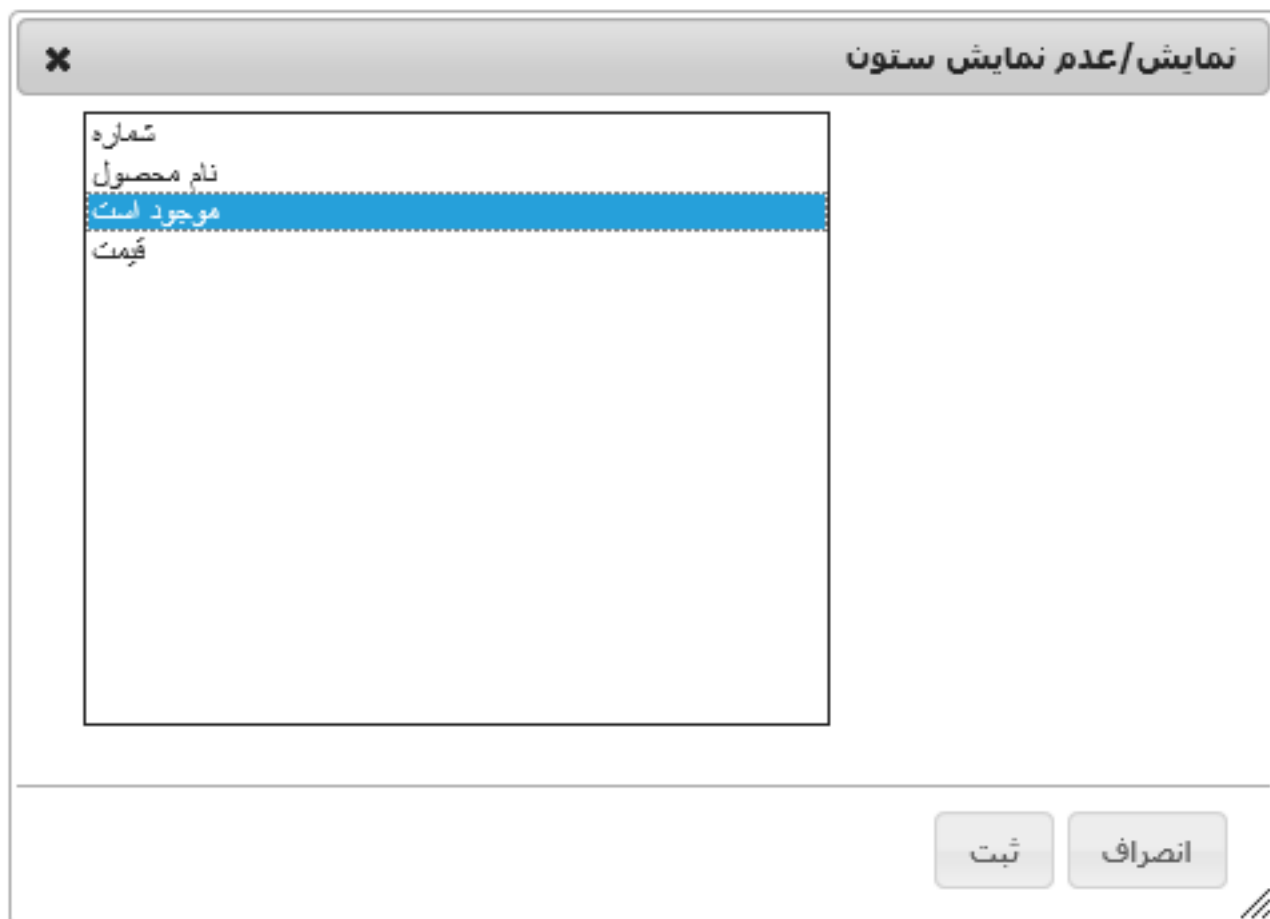 نمایش/عدم نمایش ستون
شماره
نام محصول
موجود است
قیمت
انصراف
ثبت